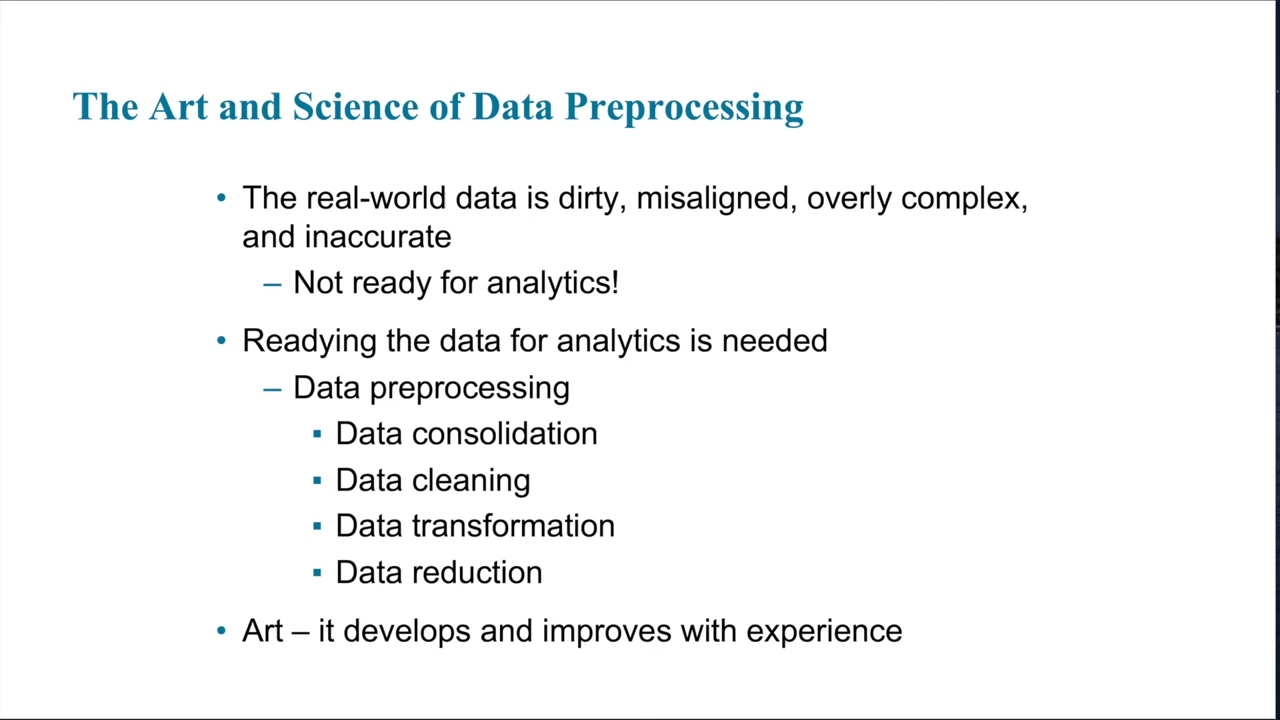 The Art and Science of Data Preprocessing
• The real-world data is dirty, misaligned, overly complex,
and inaccurate
– Not ready for analytics!
• Readying the data for analytics is needed
– Data preprocessing
▪ Data consolidation
▪ Data cleaning
▪ Data transformation
▪ Data reduction
• Art – it develops and improves with experience